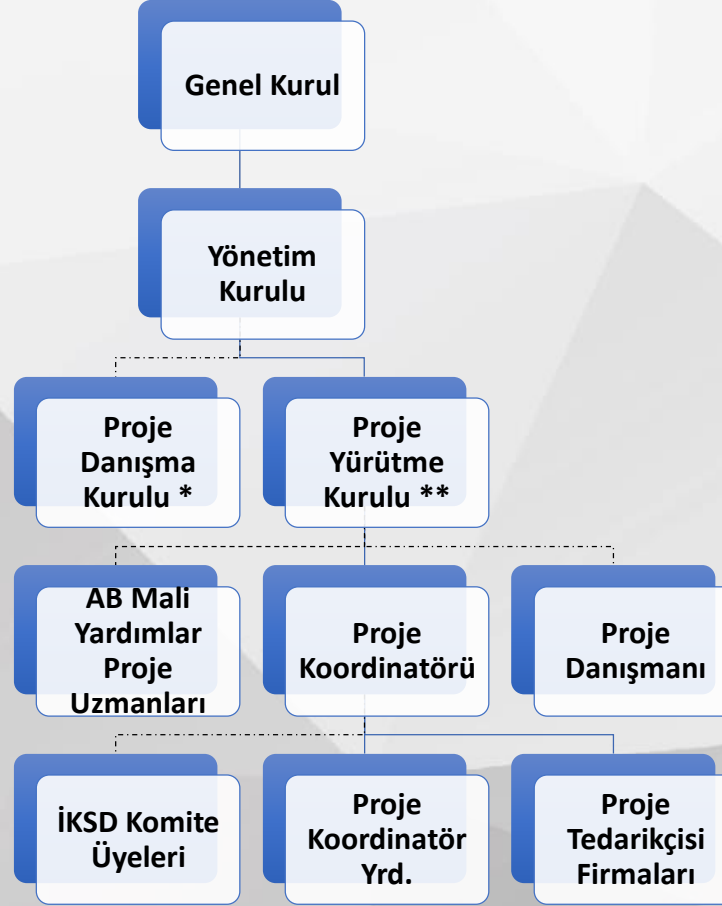 Genel Kurul
Yönetim
Kurulu
Proje
Danışma
Kurulu *
Proje
Yürütme
Kurulu **
AB Mali
Yardımlar
Proje
Uzmanları
Proje
Koordinatörü
Proje
Danışmanı
İKSD Komite
Üyeleri
Proje
Koordinatör
Yrd.
Proje
Tedarikçisi
Firmaları